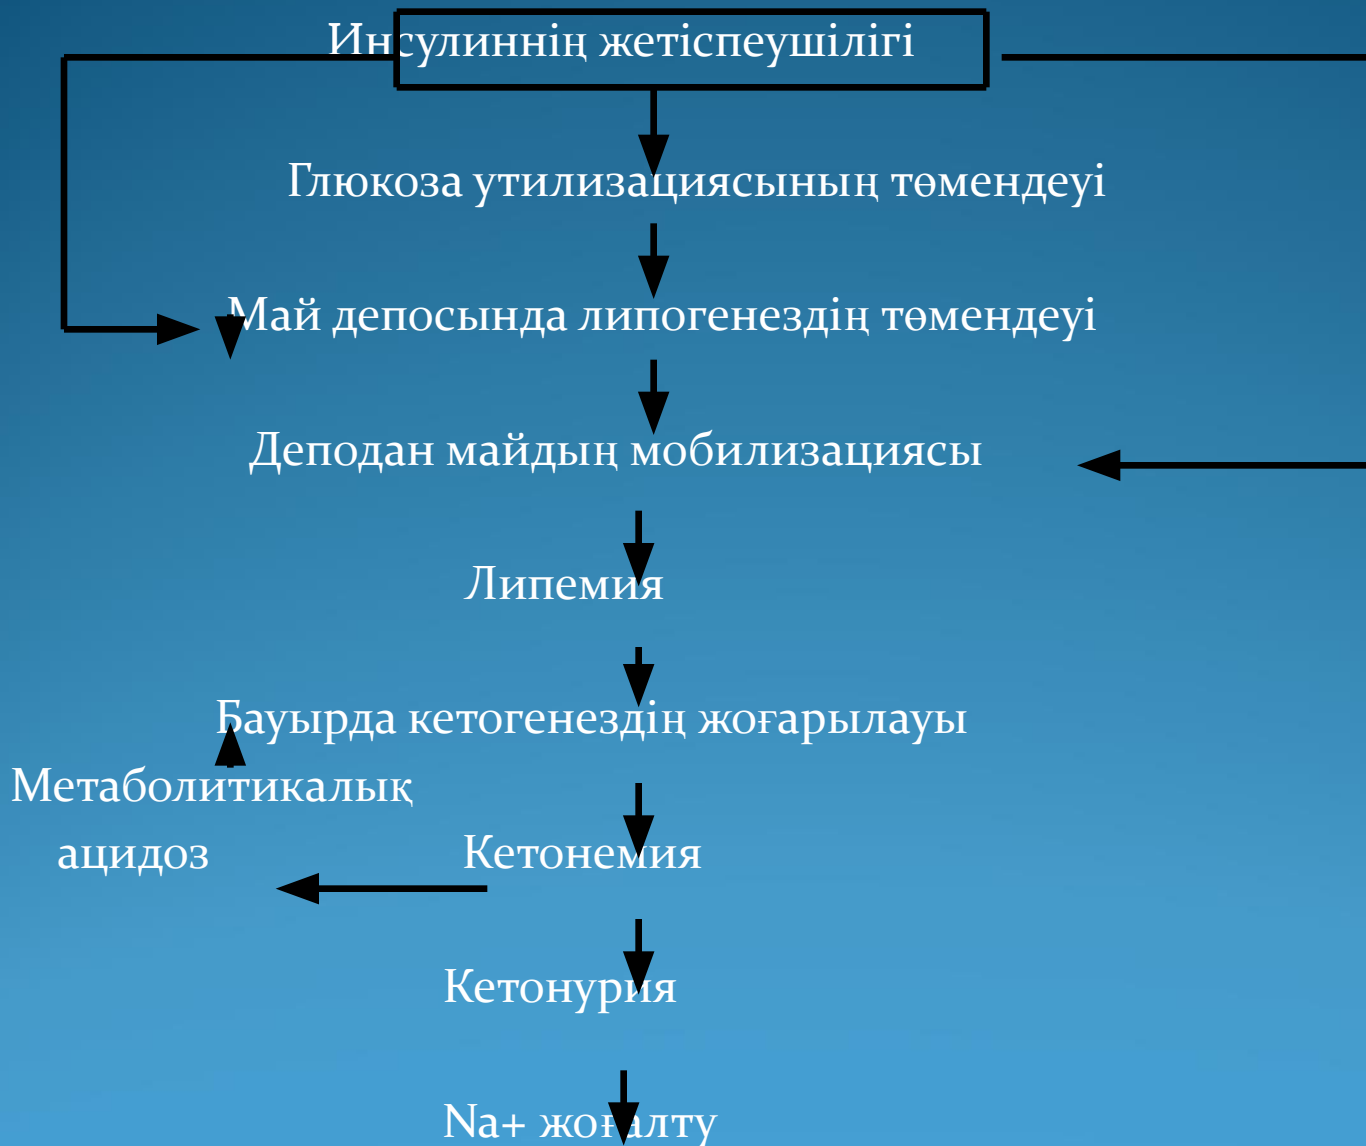 Инсулиннің жетіспеушілігі
Глюкоза утилизациясының төмендеуі
Май депосында липогенездің төмендеуі
Деподан майдың мобилизациясы
Липемия
Бауырда кетогенездің жоғарылауы
Метаболитикалық
ацидоз Кетонемия
Кетонурия
Na+ жоғалту